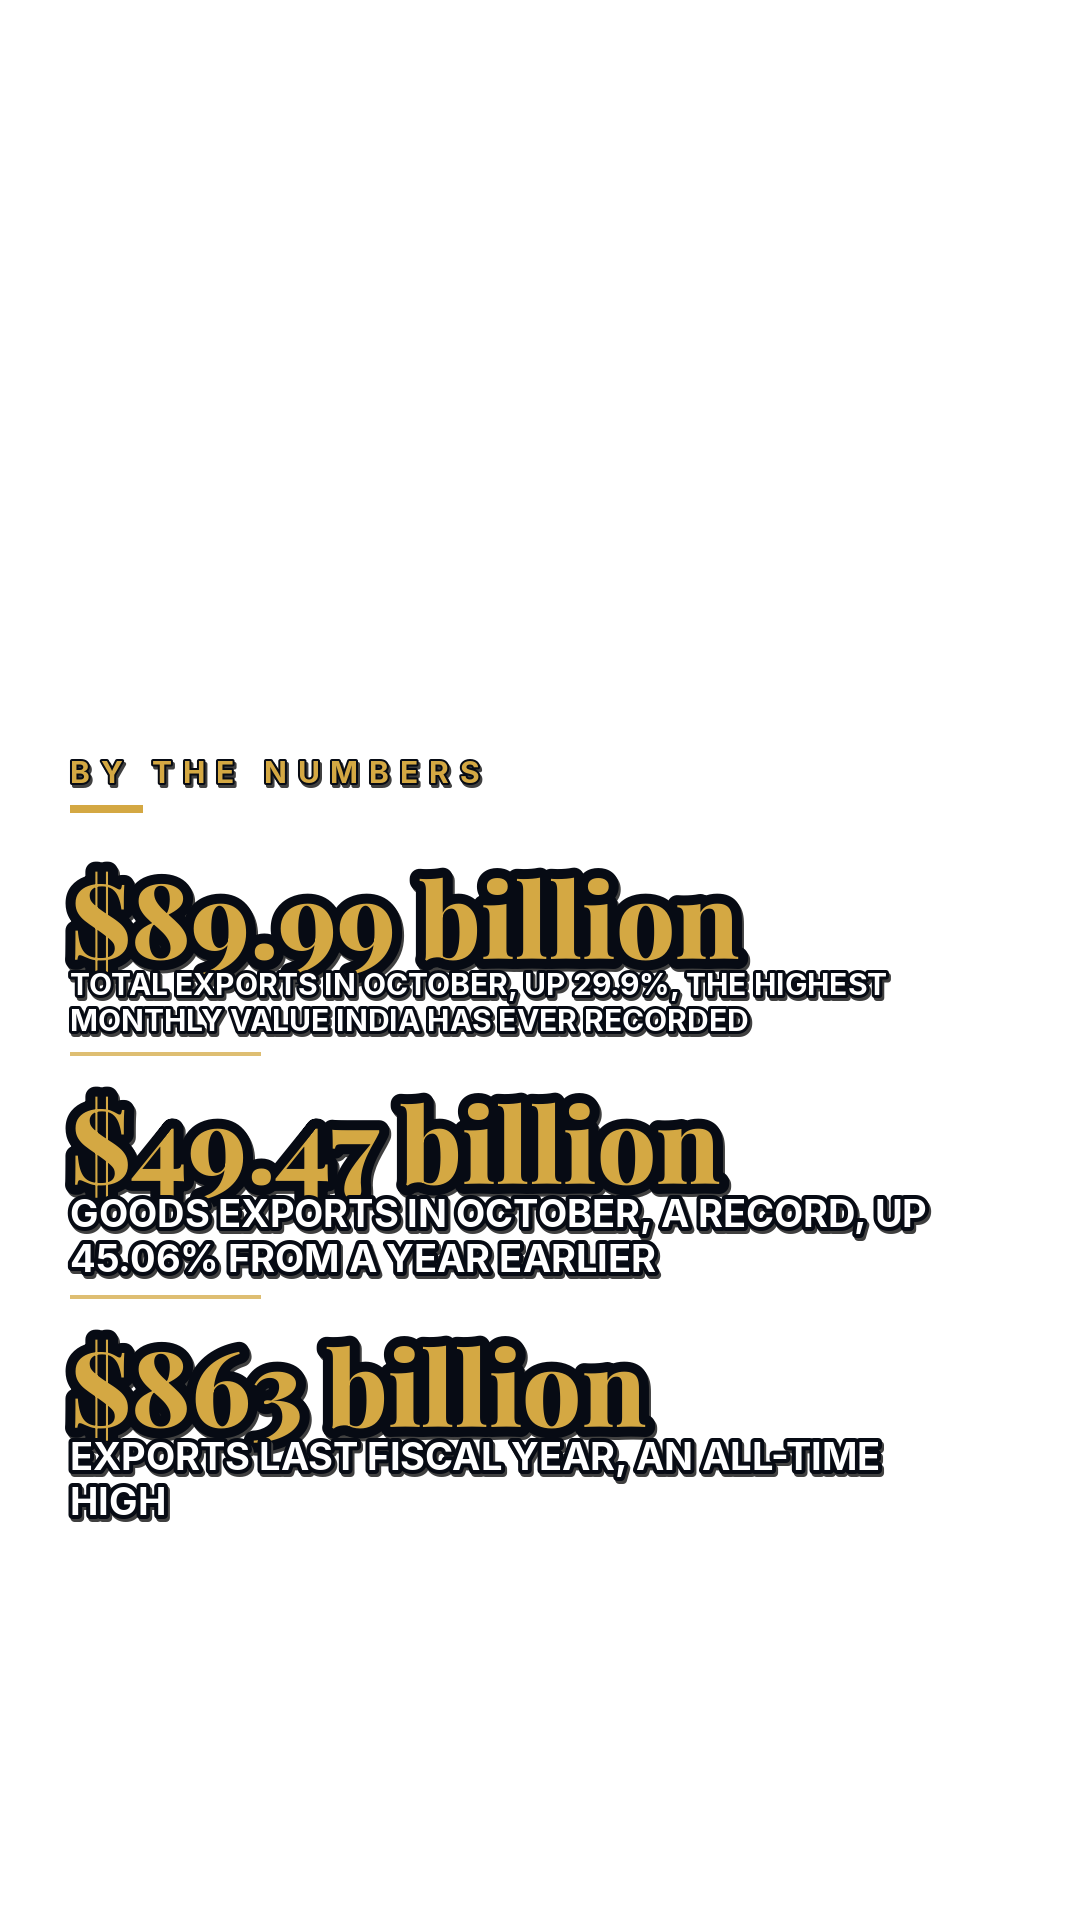 BY THE NUMBERS
$89.99 billion
TOTAL EXPORTS IN OCTOBER, UP 29.9%, THE HIGHEST
MONTHLY VALUE INDIA HAS EVER RECORDED
$49.47 billion
GOODS EXPORTS IN OCTOBER, A RECORD, UP
45.06% FROM A YEAR EARLIER
$863 billion
EXPORTS LAST FISCAL YEAR, AN ALL-TIME
HIGH